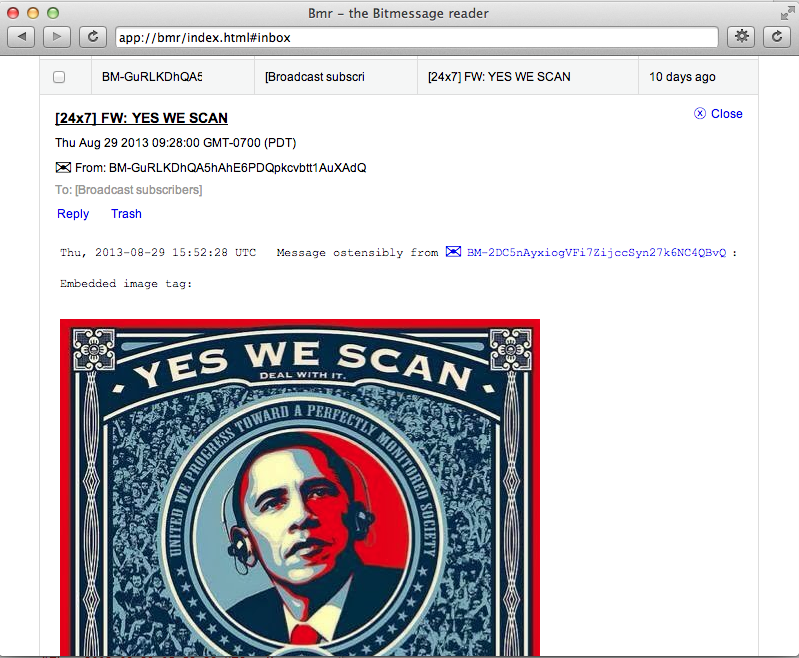 Bmr - the Bitmessage reader
app://bmr/index.html#inbox
BM-GuRLKDhQA5 [Broadcast subscri [24x7] FW: YES WE SCAN 10 days ago
[24x7] FW: YES WE SCAN
Close
Thu Aug 29 2013 09:28:00 GMT-0700 (PDT)
From: BM-GuRLKDhQA5hAhE6PDQpkcvbtt1AuXAdQ
To: [Broadcast subscribers]
Reply Trash
Thu, 2013-08-29 15:52:28 UTC Message ostensibly from BM-2DC5nAyxiogVFi7ZijccSyn27k6NC4QBvQ :
Embedded image tag:
YES WE SCAN
DEAL WITH IT.
UNITED WE PROGRESS TOWARD A PERFECTLY MONITORED SOCIETY